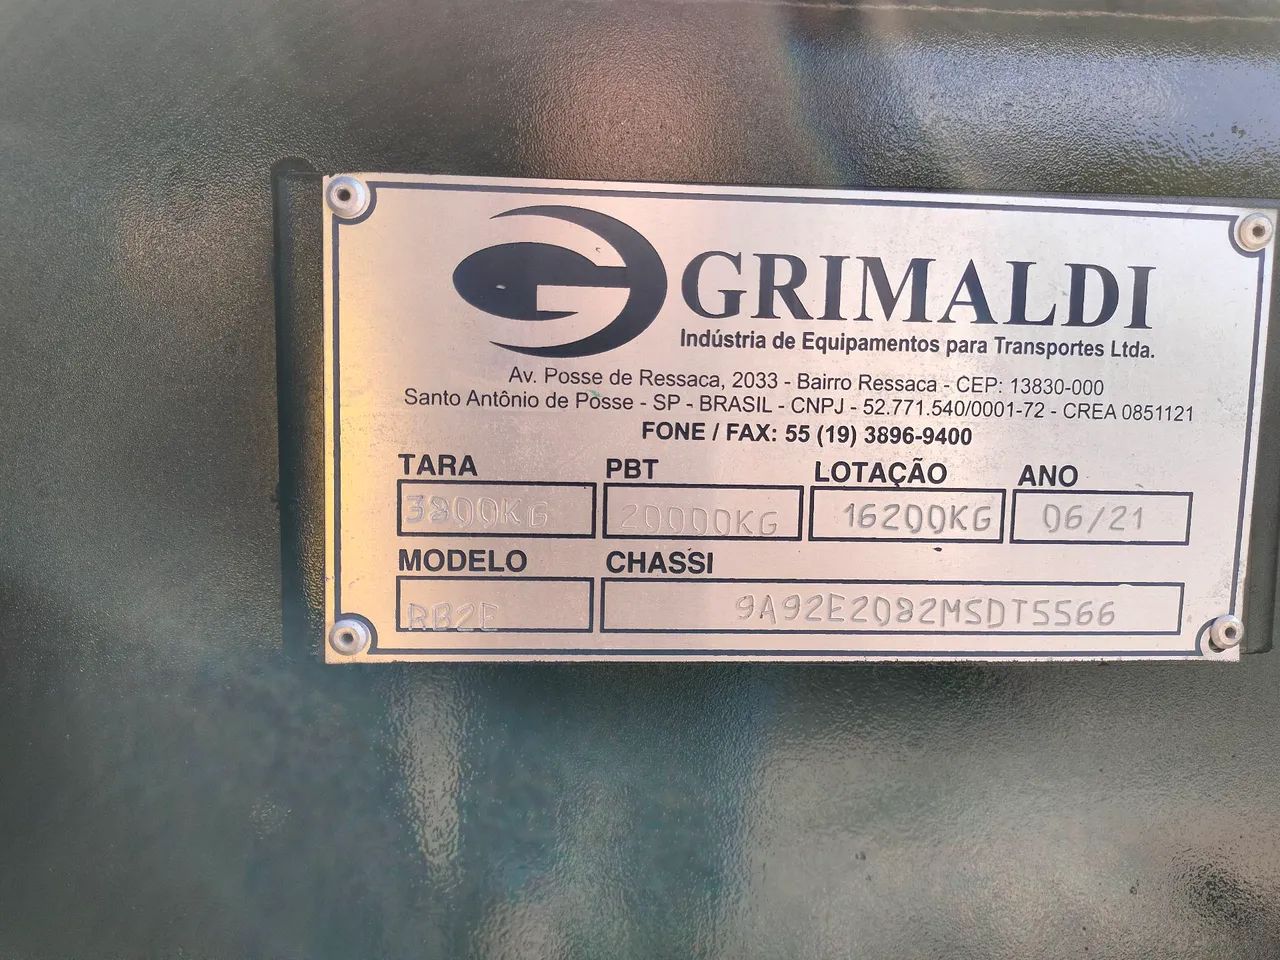 GRIMALDI
Indústria de Equipamentos para Transportes Ltda.
Av. Posse de Ressaca, 2033 - Bairro Ressaca - CEP: 13830-000
Santo Antônio de Posse - SP - BRASIL - CNPJ - 52.771.540/0001-72 - CREA 0851121
FONE / FAX: 55 (19) 3896-9400
TARA PBT LOTAÇÃO ANO
3800KG 20000KG 16200KG 06/21
MODELO CHASSI
RB2E 9A92E2082MSDT5566